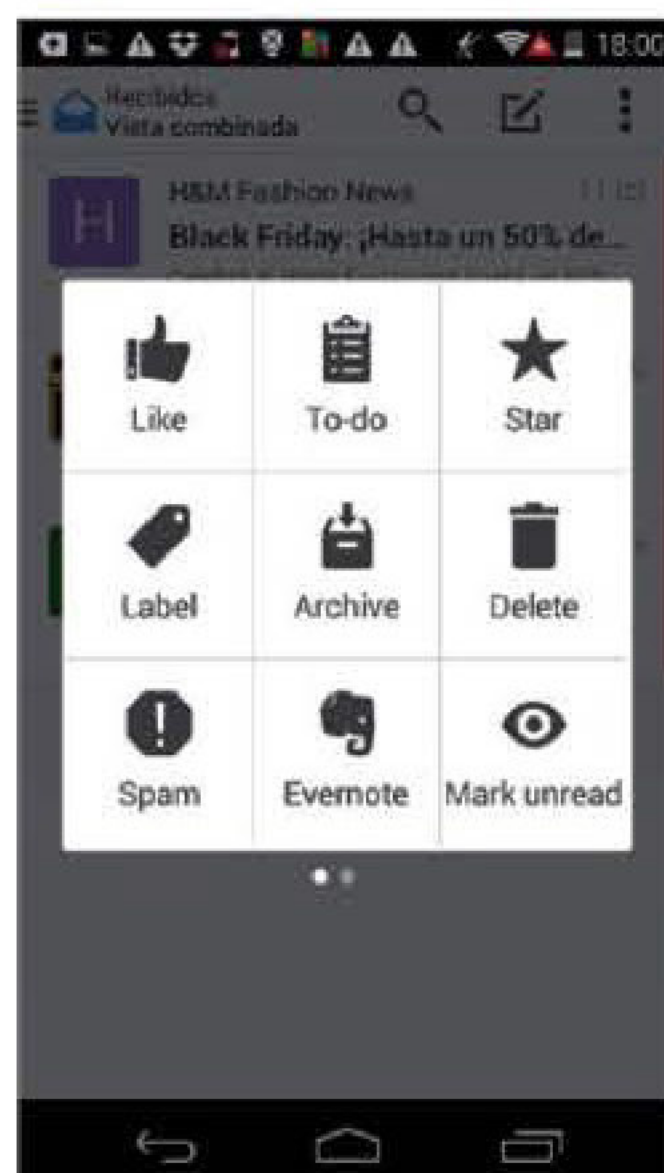 18:00
Recibidos
Vista combinada
H
H&M Fashion News
Black Friday: ¡Hasta un 50% de...
Like
To-do
Star
Label
Archive
Delete
Spam
Evernote
Mark unread